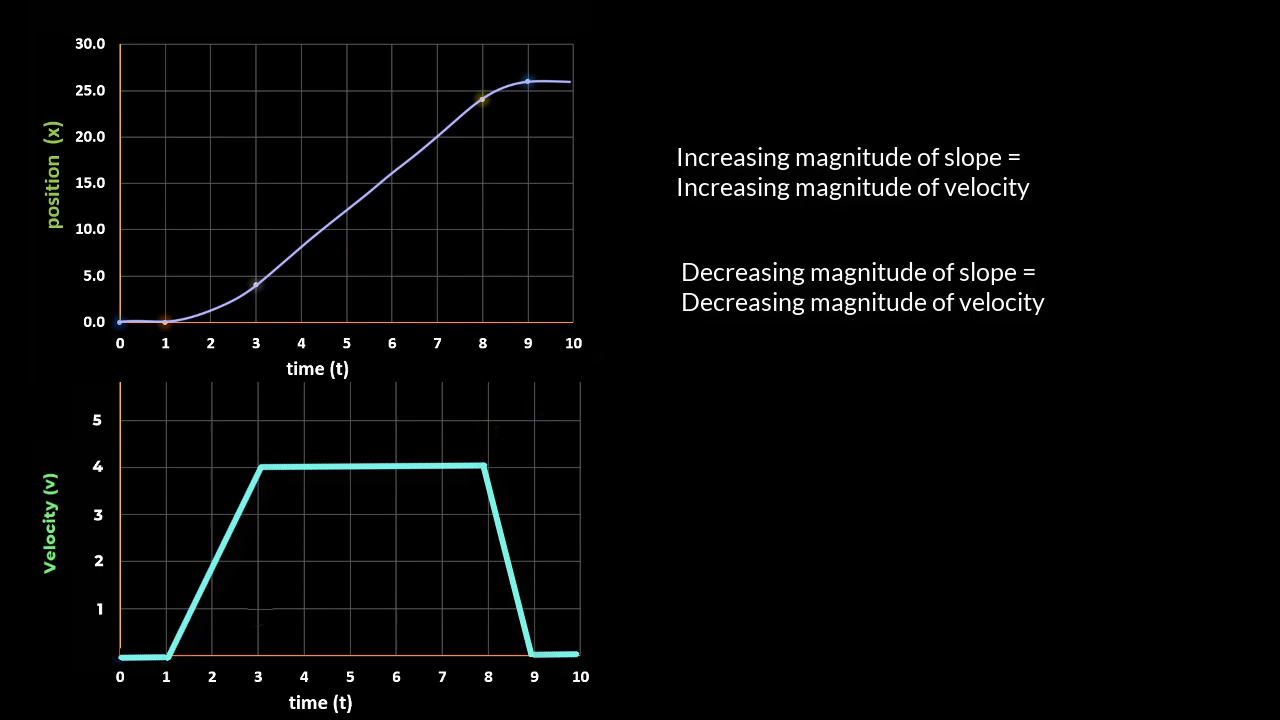 30.0
25.0
20.0
15.0
10.0
5.0
0.0
position (x)
0 1 2 3 4 5 6 7 8 9 10
time (t)
5
4
3
2
1
Velocity (v)
0 1 2 3 4 5 6 7 8 9 10
time (t)
Increasing magnitude of slope =
Increasing magnitude of velocity
Decreasing magnitude of slope =
Decreasing magnitude of velocity